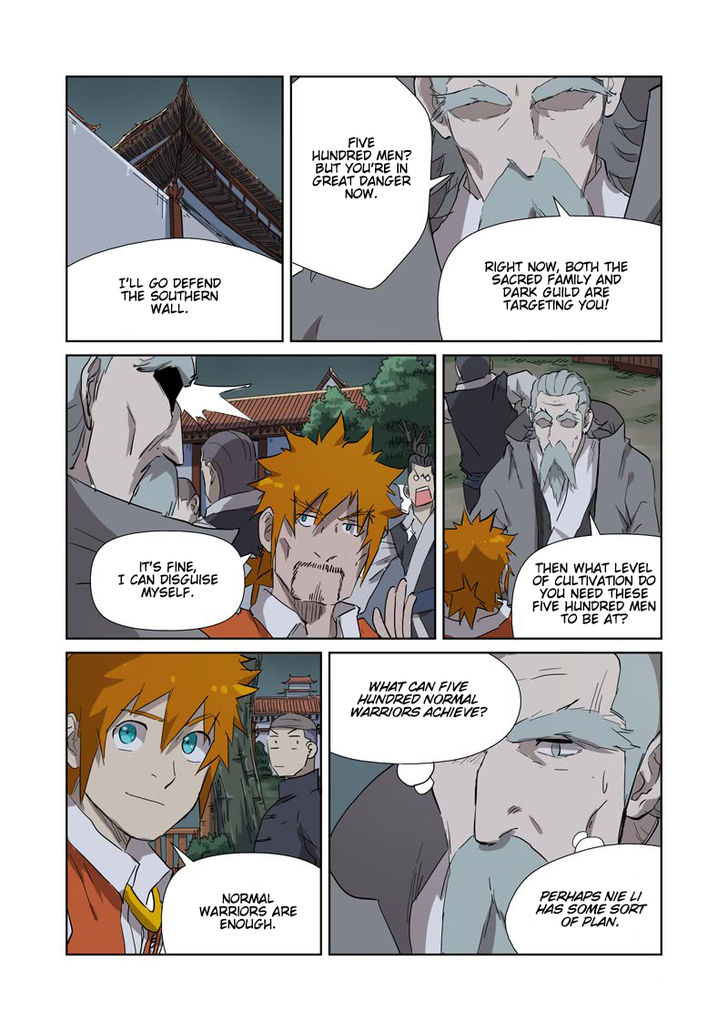 I'LL GO DEFEND
THE SOUTHERN
WALL.
FIVE
HUNDRED MEN?
BUT YOU'RE IN
GREAT DANGER
NOW.
RIGHT NOW, BOTH THE
SACRED FAMILY AND
DARK GUILD ARE
TARGETING YOU!
IT'S FINE,
I CAN DISGUISE
MYSELF.
THEN WHAT LEVEL
OF CULTIVATION DO
YOU NEED THESE
FIVE HUNDRED MEN
TO BE AT?
NORMAL
WARRIORS ARE
ENOUGH.
WHAT CAN FIVE
HUNDRED NORMAL
WARRIORS ACHIEVE?
PERHAPS NIE LI
HAS SOME SORT
OF PLAN.